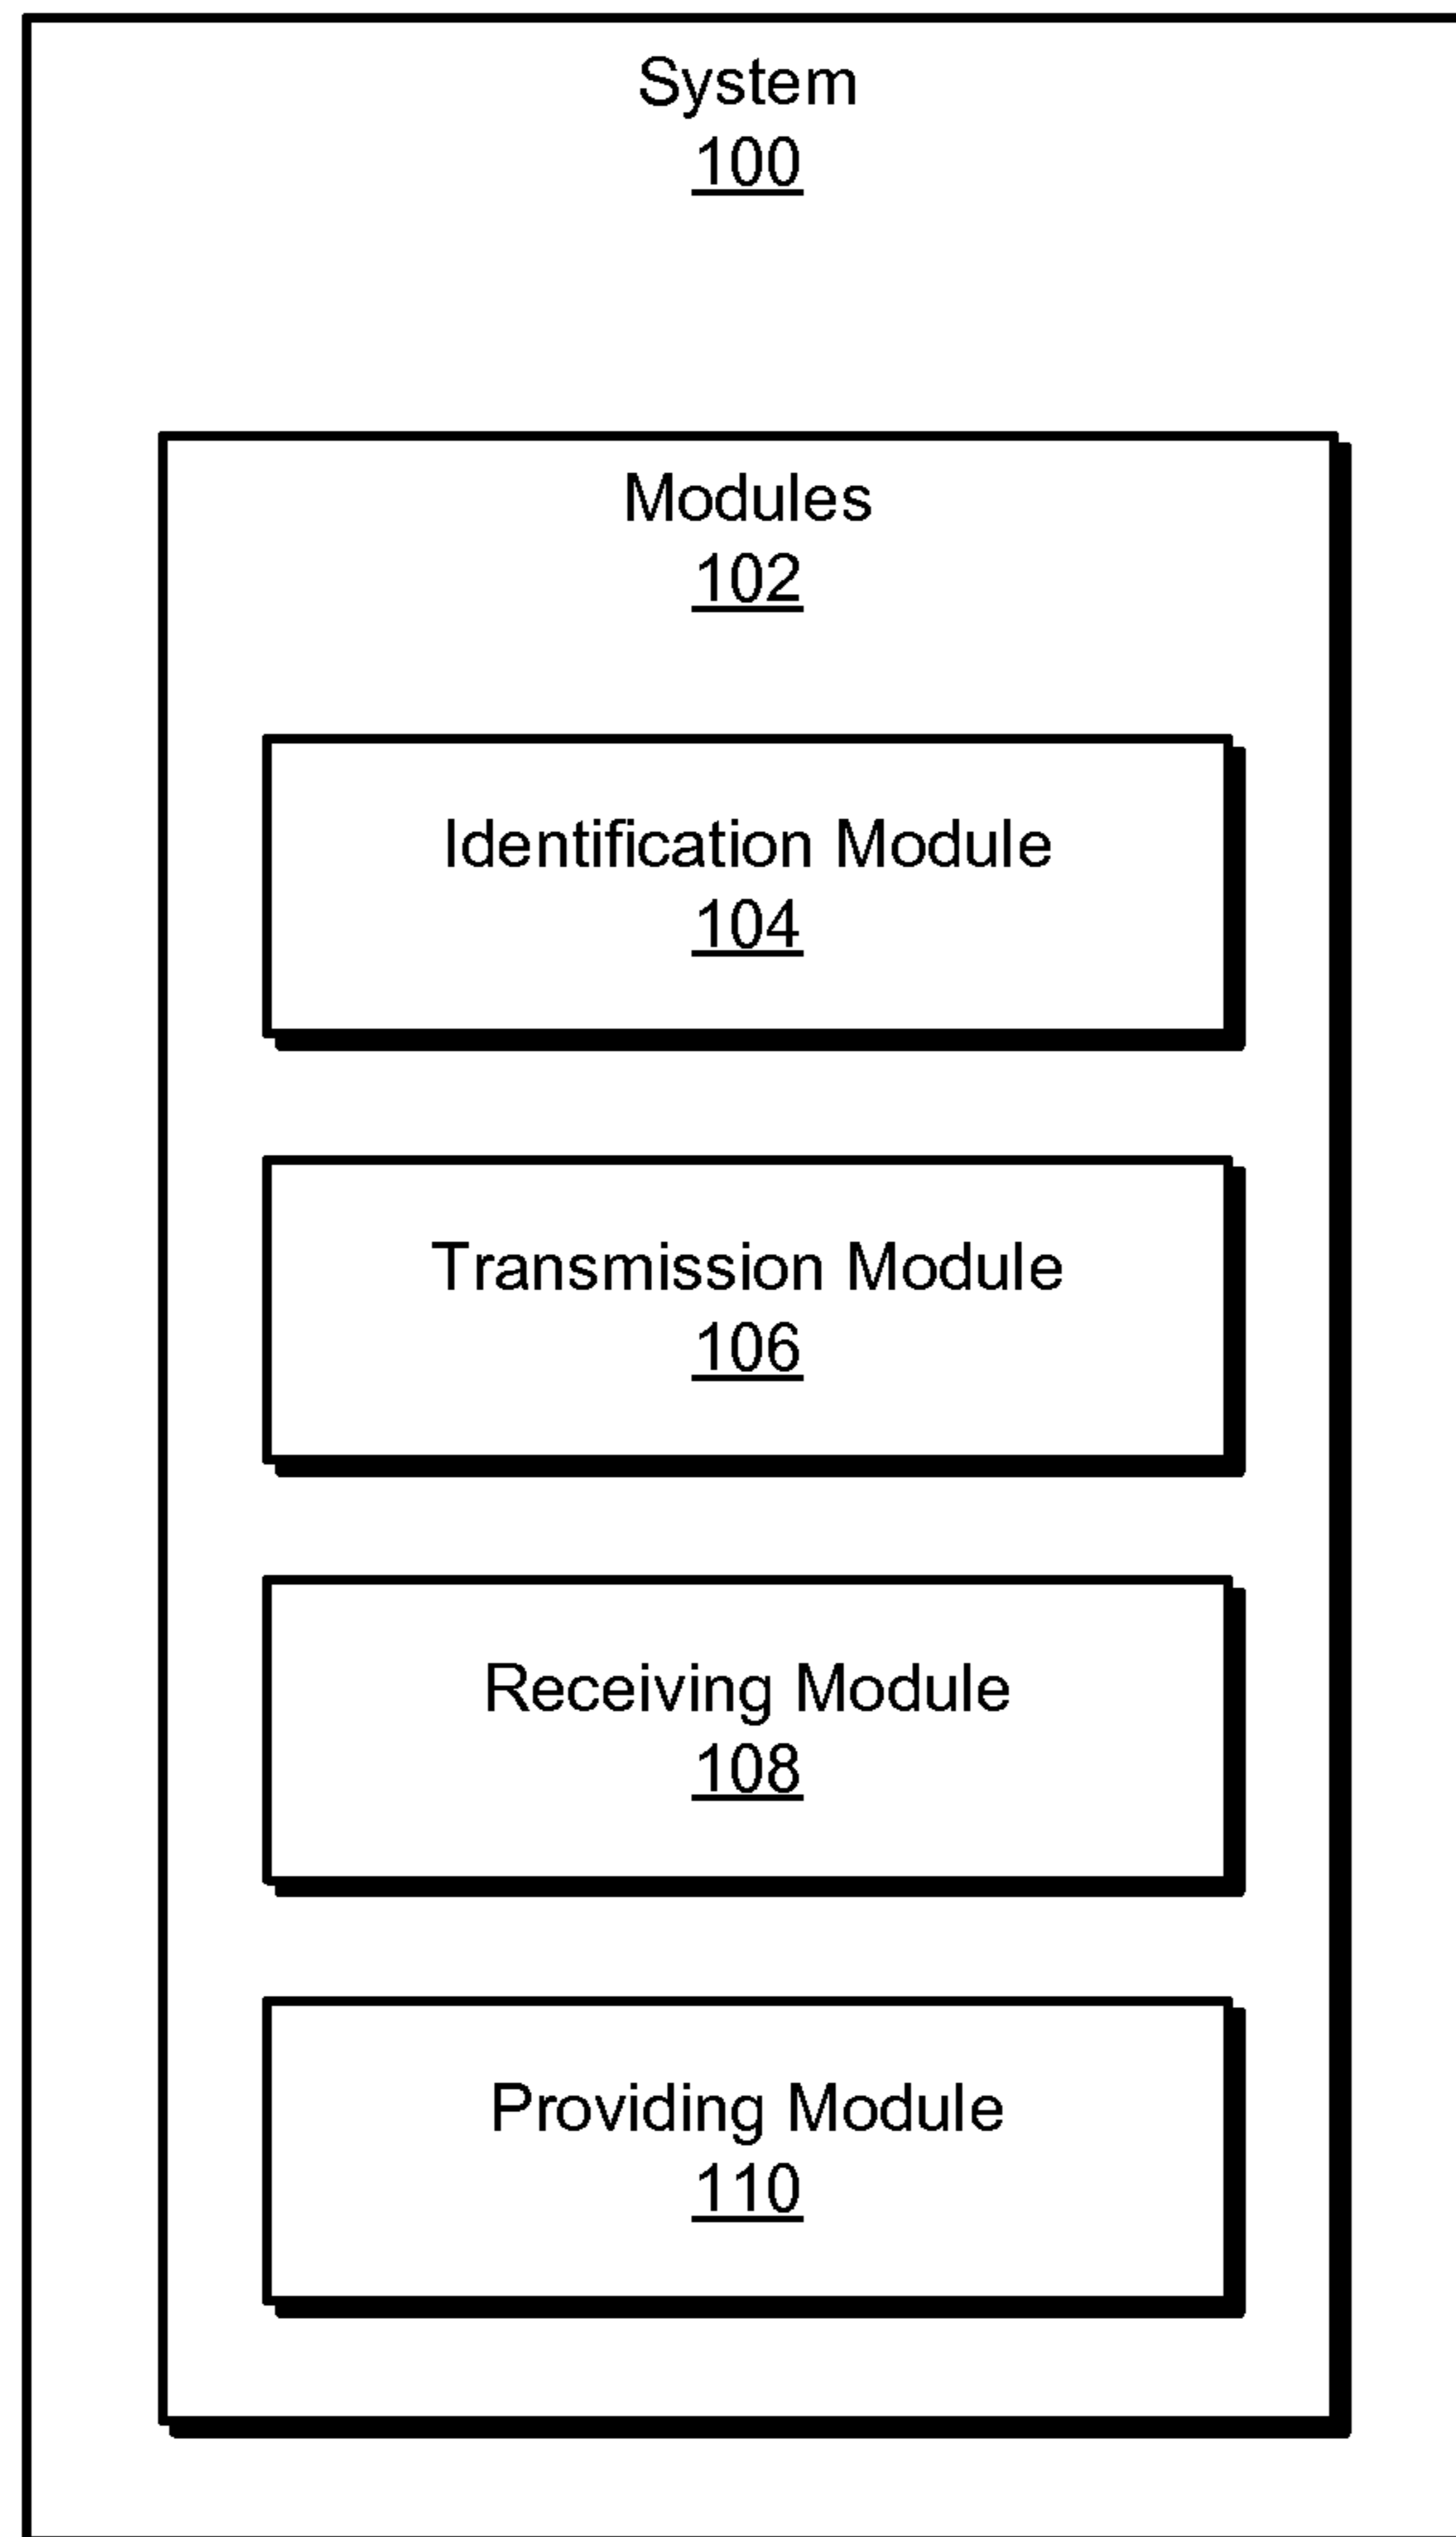 System
100
Modules
102
Identification Module
104
Transmission Module
106
Receiving Module
108
Providing Module
110